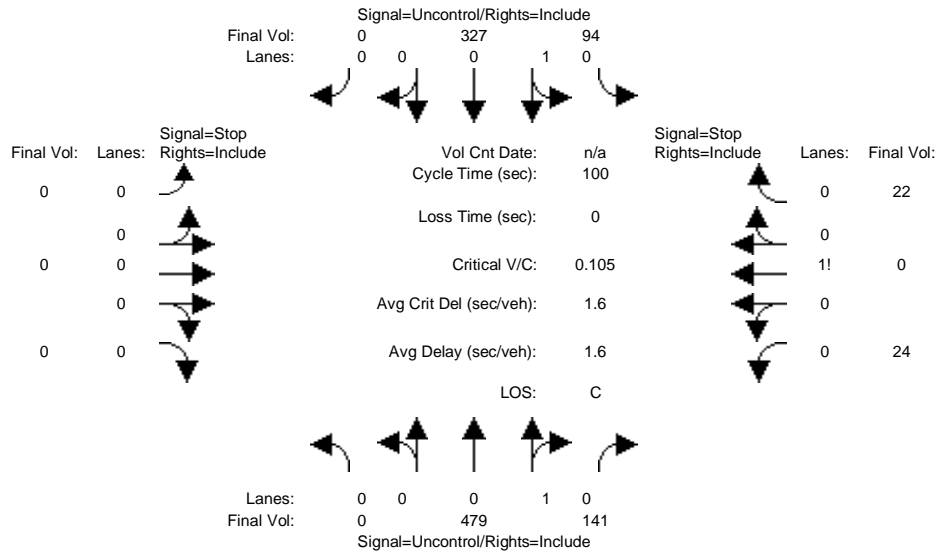 Signal=Uncontrol/Rights=Include
Final Vol: 0 327 94
Lanes: 0 0 0 1 0
Signal=Stop
Final Vol: Lanes: Rights=Include
Vol Cnt Date: n/a
Signal=Stop
Rights=Include Lanes: Final Vol:
Cycle Time (sec): 100
0 0
0 22
Loss Time (sec): 0
0
0
0 0
Critical V/C: 0.105
1! 0
0
Avg Crit Del (sec/veh): 1.6
0
0 0
Avg Delay (sec/veh): 1.6
0 24
LOS: C
Lanes: 0 0 0 1 0
Final Vol: 0 479 141
Signal=Uncontrol/Rights=Include